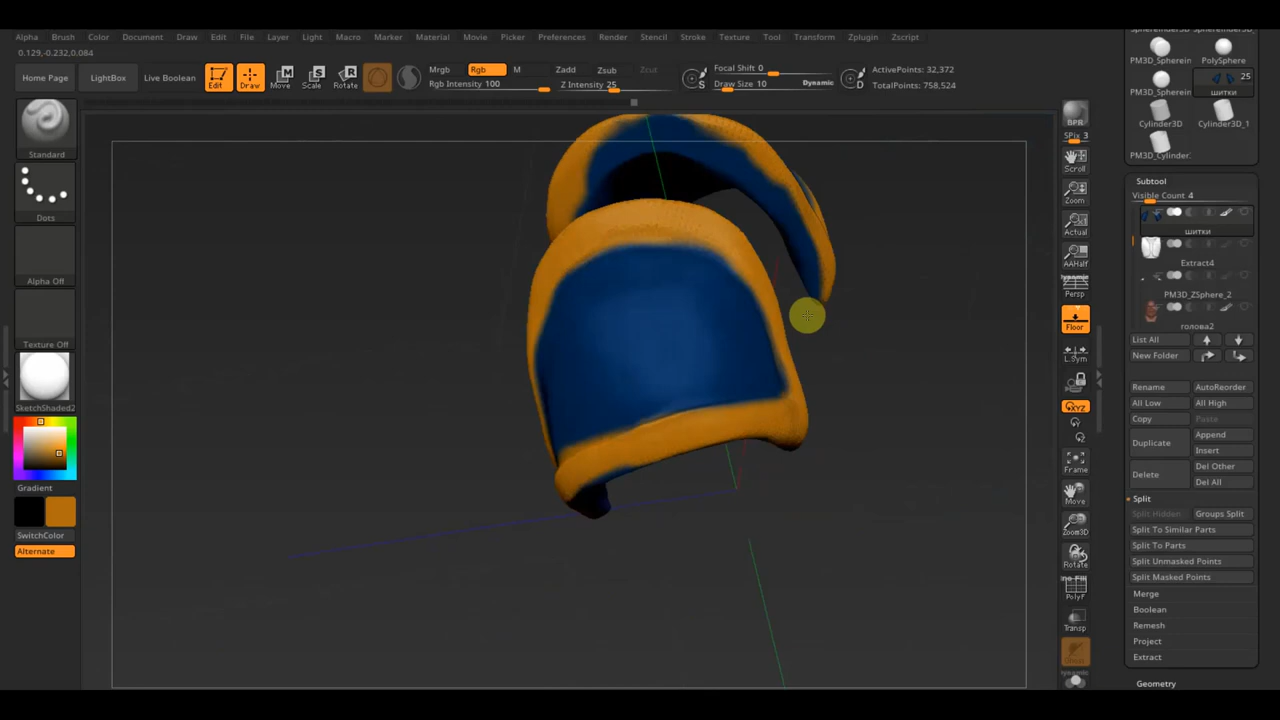 Alpha Brush Color Document Draw Edit File Layer Light Macro Marker Material Movie Picker Preferences Render Stencil Stroke Texture Tool Transform Zplugin Zscript
0.129,-0.232,0.084
Home Page
LightBox
Live Boolean
Edit
Draw
Move
Scale
Rotate
Mrgb
Rgb
M
Rgb Intensity 100
Zadd
Zsub
Zcut
Z Intensity 25
S
Focal Shift 0
Draw Size 10
Dynamic
D
ActivePoints: 32,372
TotalPoints: 758,524
Standard
Dots
Alpha Off
Texture Off
SketchShaded2
Gradient
SwitchColor
Alternate
BPR
SPix 3
Scroll
Zoom
Actual
AAHalf
Persp
Floor
L.Sym
XYZ
Frame
Move
Zoom3D
Rotate
PolyF
Transp
PM3D_Spherein
PolySphere
PM3D_Spherein
25
шитки
Cylinder3D
Cylinder3D_1
PM3D_Cylinder
Subtool
Visible Count 4
шитки
Extract4
PM3D_ZSphere_2
голова2
List All
New Folder
Rename
AutoReorder
All Low
All High
Copy
Paste
Duplicate
Append
Insert
Delete
Del Other
Del All
Split
Split Hidden
Groups Split
Split To Similar Parts
Split To Parts
Split Unmasked Points
Split Masked Points
Merge
Boolean
Remesh
Project
Extract
Geometry